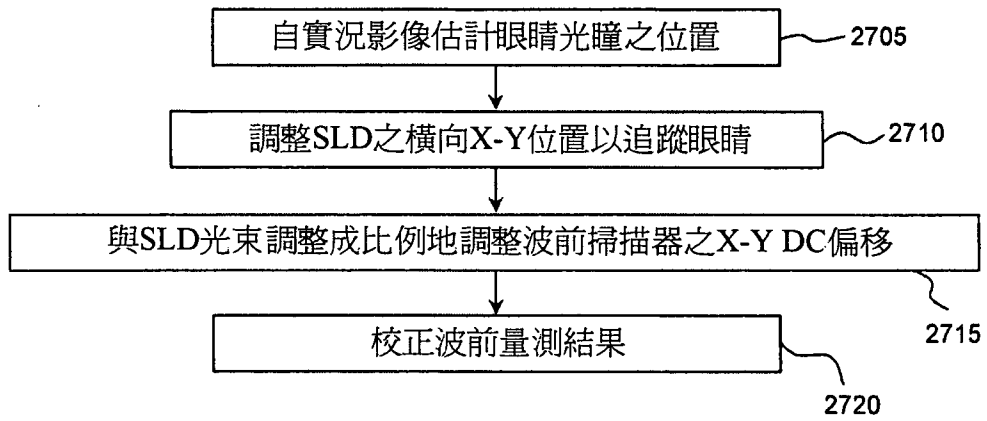 自實況影像估計眼睛光瞳之位置
2705
調整SLD之橫向X-Y位置以追蹤眼睛
2710
與SLD光束調整成比例地調整波前掃描器之X-Y DC偏移
2715
校正波前量測結果
2720